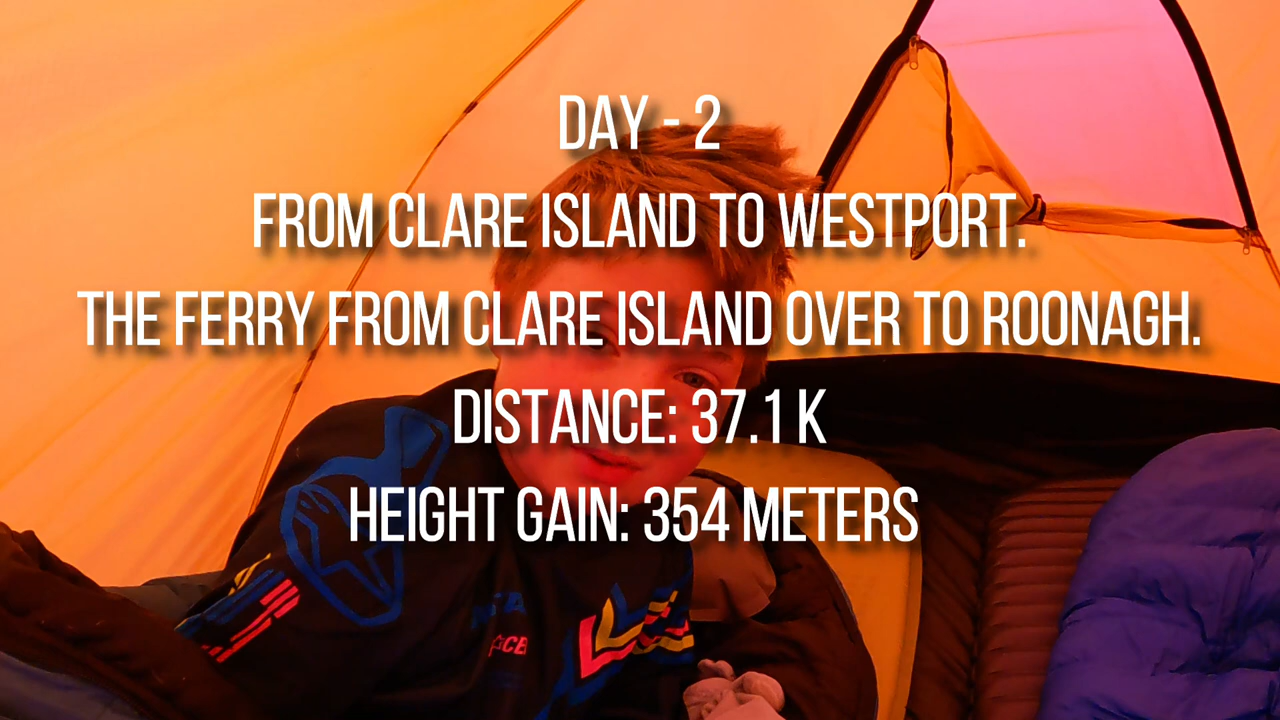 DAY - 2
FROM CLARE ISLAND TO WESTPORT.
THE FERRY FROM CLARE ISLAND OVER TO ROONAGH.
DISTANCE: 37.1 K
HEIGHT GAIN: 354 METERS